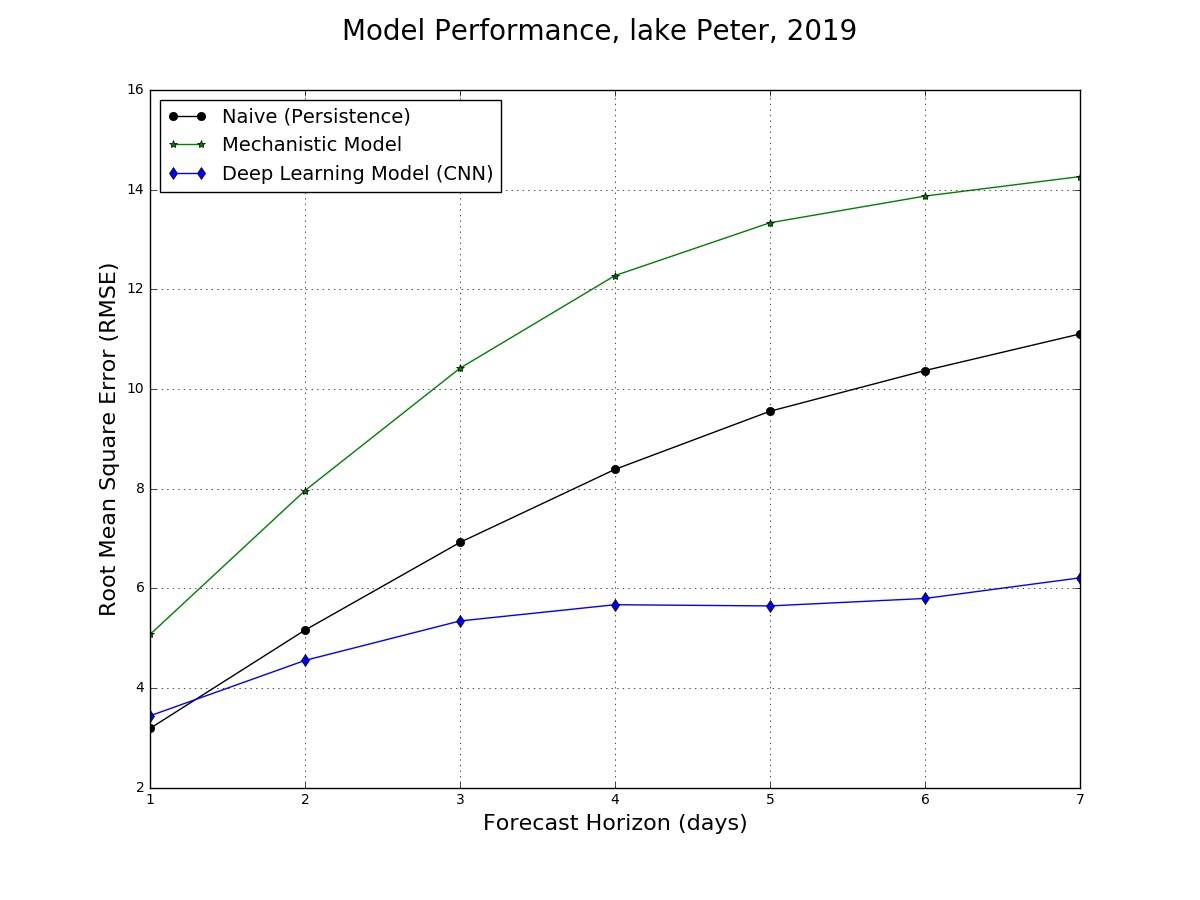 Model Performance, lake Peter, 2019
16
14
12
10
8
6
4
2
Root Mean Square Error (RMSE)
Naive (Persistence)
Mechanistic Model
Deep Learning Model (CNN)
1 2 3 4 5 6 7
Forecast Horizon (days)